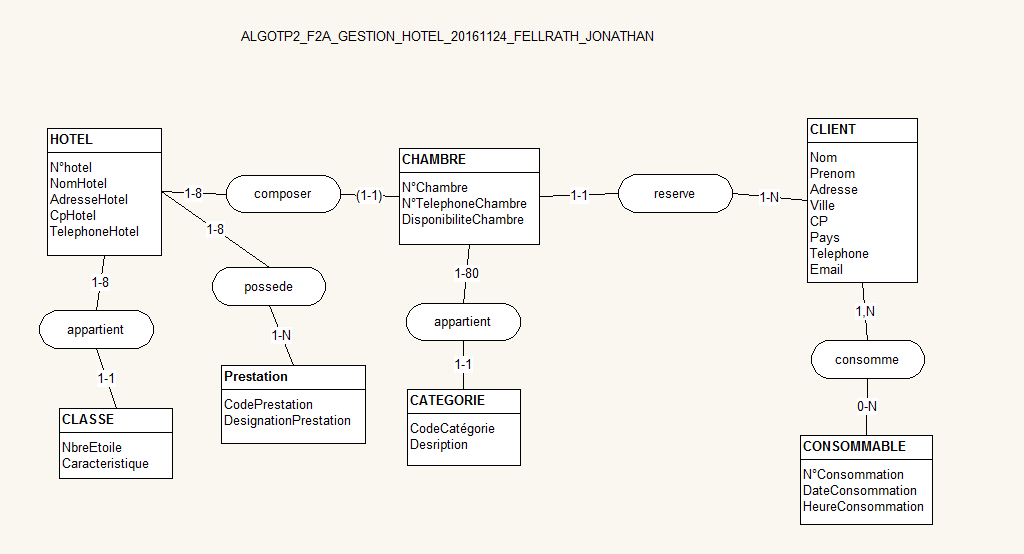 ALGOTP2_F2A_GESTION_HOTEL_20161124_FELLRATH_JONATHAN
HOTEL
N°hotel
NomHotel
AdresseHotel
CpHotel
TelephoneHotel
1-8
composer
(1-1)
CHAMBRE
N°Chambre
N°TelephoneChambre
DisponibiliteChambre
1-1
reserve
1-N
CLIENT
Nom
Prenom
Adresse
Ville
CP
Pays
Telephone
Email
1-8
possede
1-N
Prestation
CodePrestation
DesignationPrestation
1-8
appartient
1-1
CLASSE
NbreEtoile
Caracteristique
1-80
appartient
1-1
CATEGORIE
CodeCatégorie
Desription
1,N
consomme
0-N
CONSOMMABLE
N°Consommation
DateConsommation
HeureConsommation